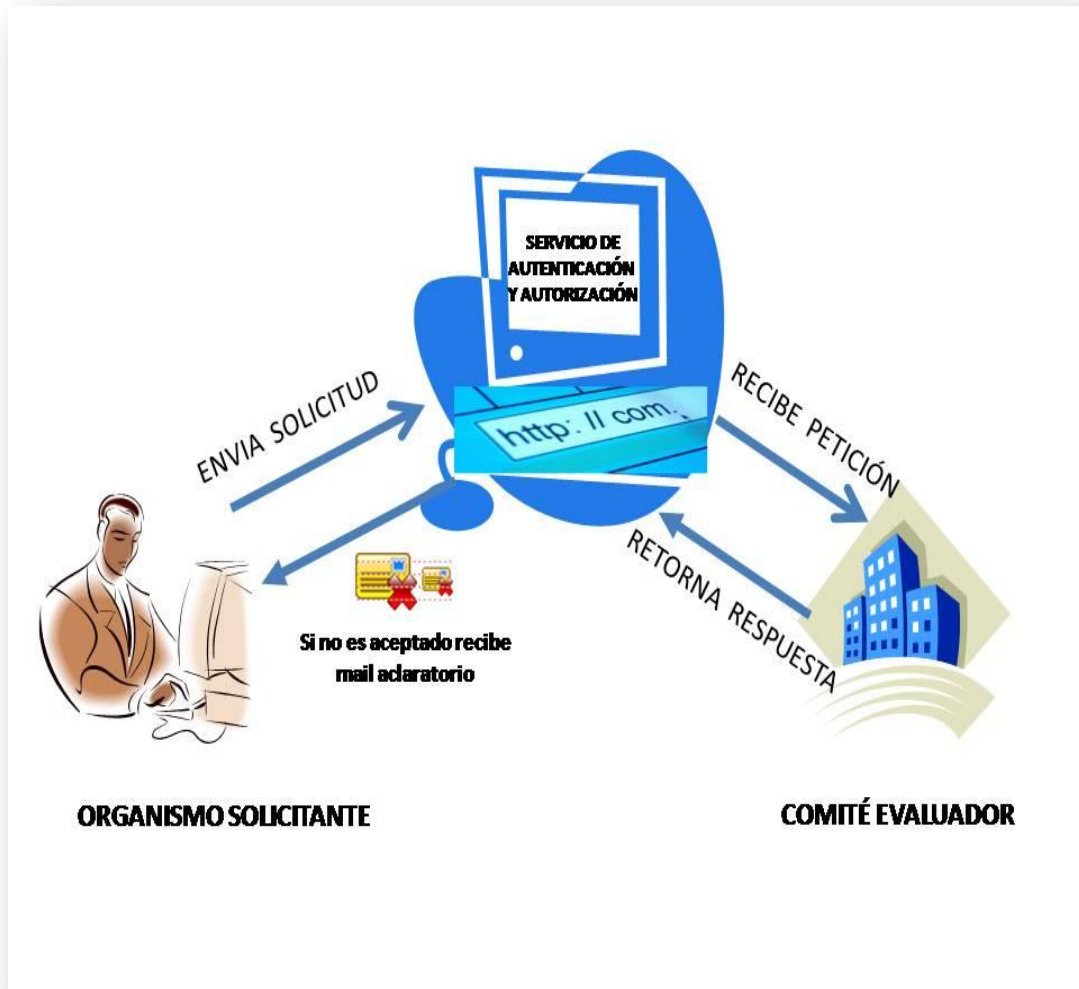 SERVICIO DE
AUTENTICACIÓN
Y AUTORIZACIÓN
http: // com.
ENVIA SOLICITUD
RECIBE PETICIÓN
RETORNA RESPUESTA
Si no es aceptado recibe
mail aclaratorio
ORGANISMO SOLICITANTE
COMITÉ EVALUADOR